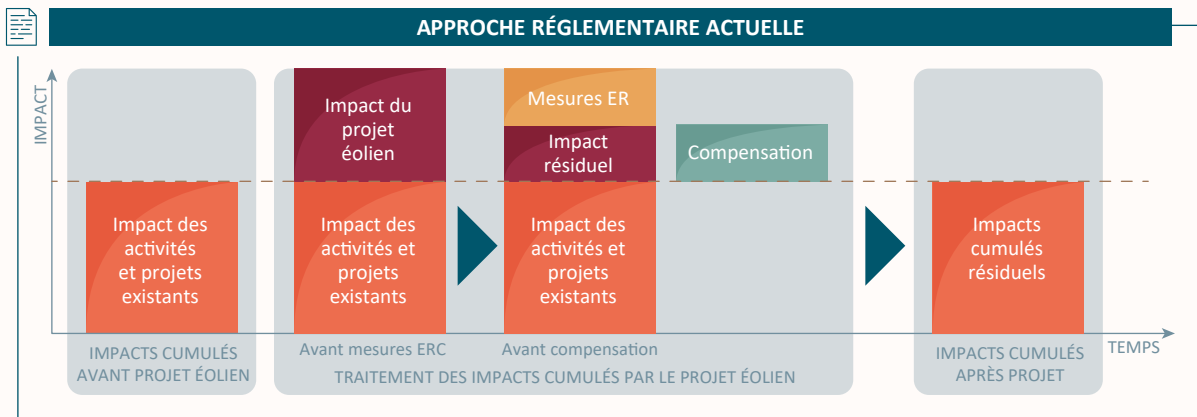 APPROCHE RÉGLEMENTAIRE ACTUELLE
IMPACT
Impact des
activités
et projets
existants
Impact du
projet
éolien
Impact des
activités et
projets
existants
Mesures ER
Impact
résiduel
Impact des
activités et
projets
existants
Compensation
Impacts
cumulés
résiduels
TEMPS
IMPACTS CUMULÉS
AVANT PROJET ÉOLIEN
Avant mesures ERC
Avant compensation
TRAITEMENT DES IMPACTS CUMULÉS PAR LE PROJET ÉOLIEN
IMPACTS CUMULÉS
APRÈS PROJET